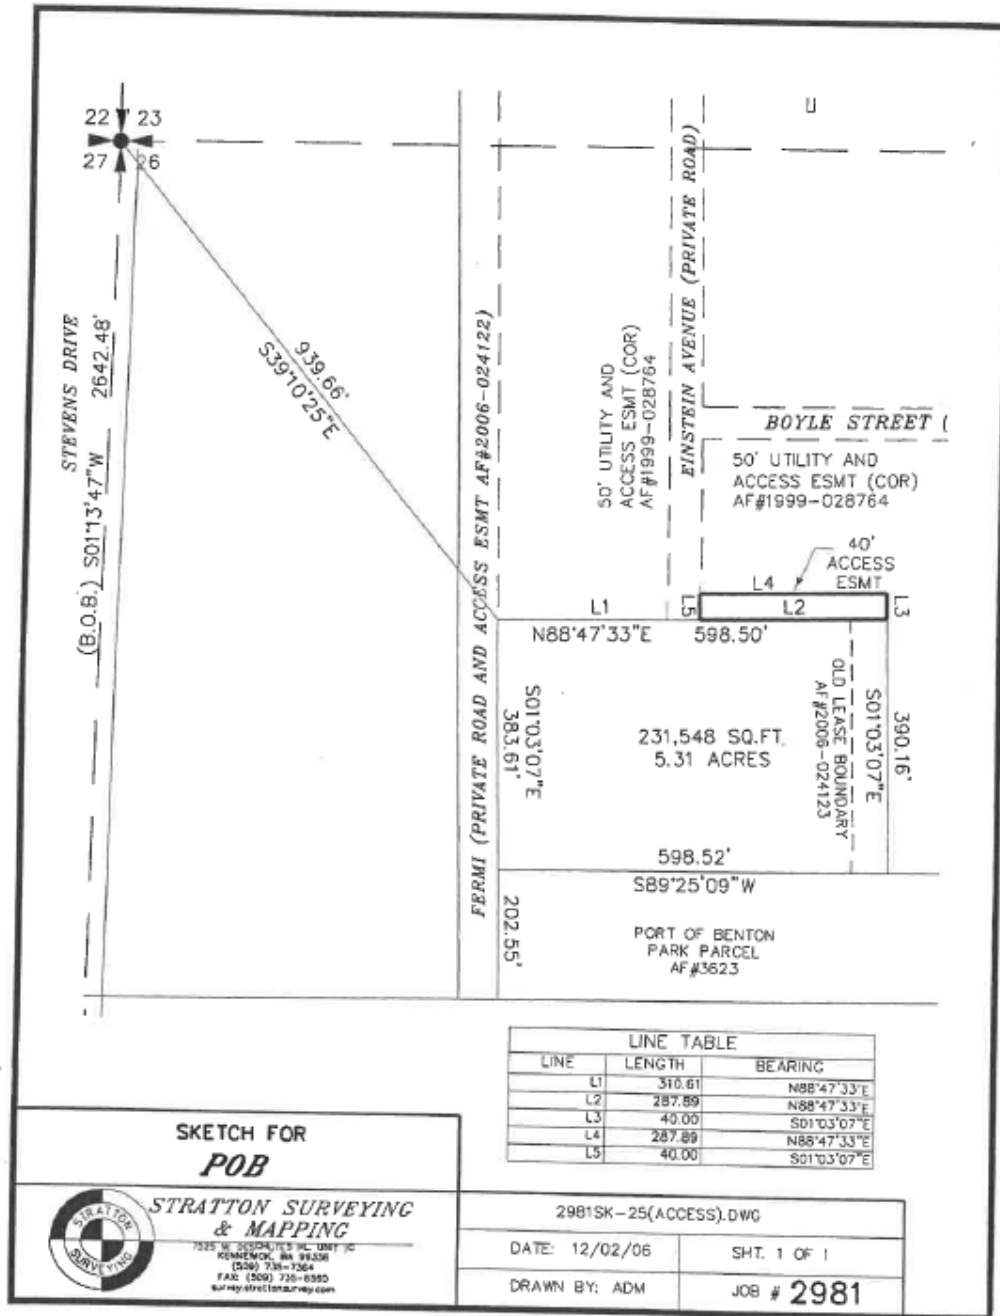 22 23
27 26
U
STEVENS DRIVE
(B.O.B.) S01°13'47"W 2642.48'
939.66'
S39°10'25"E
FERMI (PRIVATE ROAD AND ACCESS ESMT AF#2006-024122)
50' UTILITY AND
ACCESS ESMT (COR)
AF#1999-028764
EINSTEIN AVENUE (PRIVATE ROAD)
BOYLE STREET (
50' UTILITY AND
ACCESS ESMT (COR)
AF#1999-028764
40'
ACCESS
ESMT
L4
L1 L5 L2 L3
N88°47'33"E 598.50'
S01°03'07"E
383.61'
231,548 SQ.FT.
5.31 ACRES
OLD LEASE BOUNDARY
AF#2006-024123
S01°03'07"E
390.16'
598.52'
S89°25'09"W
202.55'
PORT OF BENTON
PARK PARCEL
AF#3623
LINE TABLE
LINE LENGTH BEARING
L1 310.61 N88°47'33"E
L2 287.89 N88°47'33"E
L3 40.00 S01°03'07"E
L4 287.89 N88°47'33"E
L5 40.00 S01°03'07"E
SKETCH FOR
POB
STRATTON
SURVEYING
STRATTON SURVEYING
& MAPPING
KENNEWICK, WA 99336
(509) 735-7364
FAX: (509) 735-6560
survey@strattonsurvey.com
2981SK-25(ACCESS).DWG
DATE: 12/02/06 SHT. 1 OF 1
DRAWN BY: ADM JOB # 2981